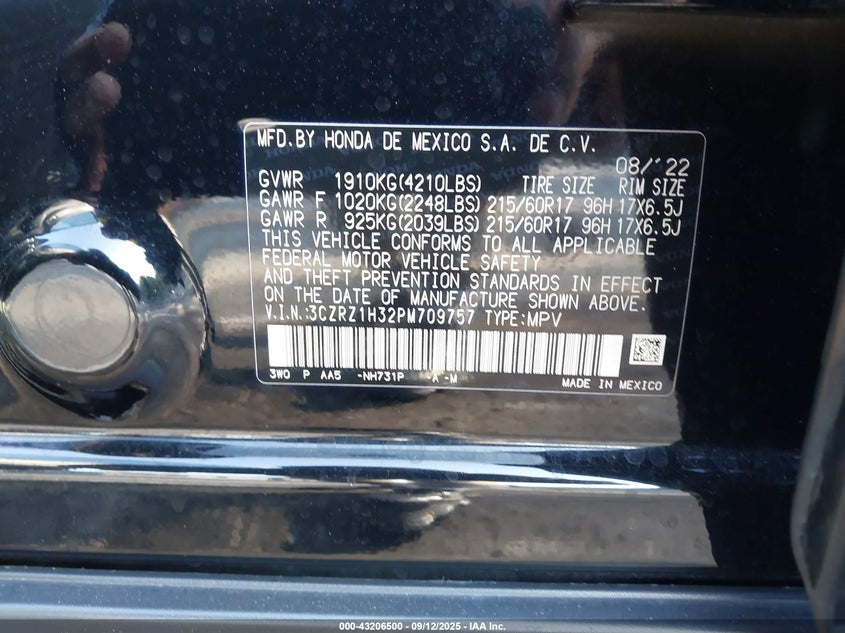 MFD.BY HONDA DE MEXICO S.A. DE C.V.
08/'22
GVWR 1910KG(4210LBS) TIRE SIZE RIM SIZE
GAWR F 1020KG(2248LBS) 215/60R17 96H 17X6.5J
GAWR R 925KG(2039LBS) 215/60R17 96H 17X6.5J
THIS VEHICLE CONFORMS TO ALL APPLICABLE
FEDERAL MOTOR VEHICLE SAFETY
AND THEFT PREVENTION STANDARDS IN EFFECT
ON THE DATE OF MANUFACTURE SHOWN ABOVE.
V.I.N.:3CZRZ1H32PM709757 TYPE:MPV
3W0 P AA5 -NH731P -A -M
MADE IN MEXICO
000-43206500 - 09/12/2025 - IAA Inc.